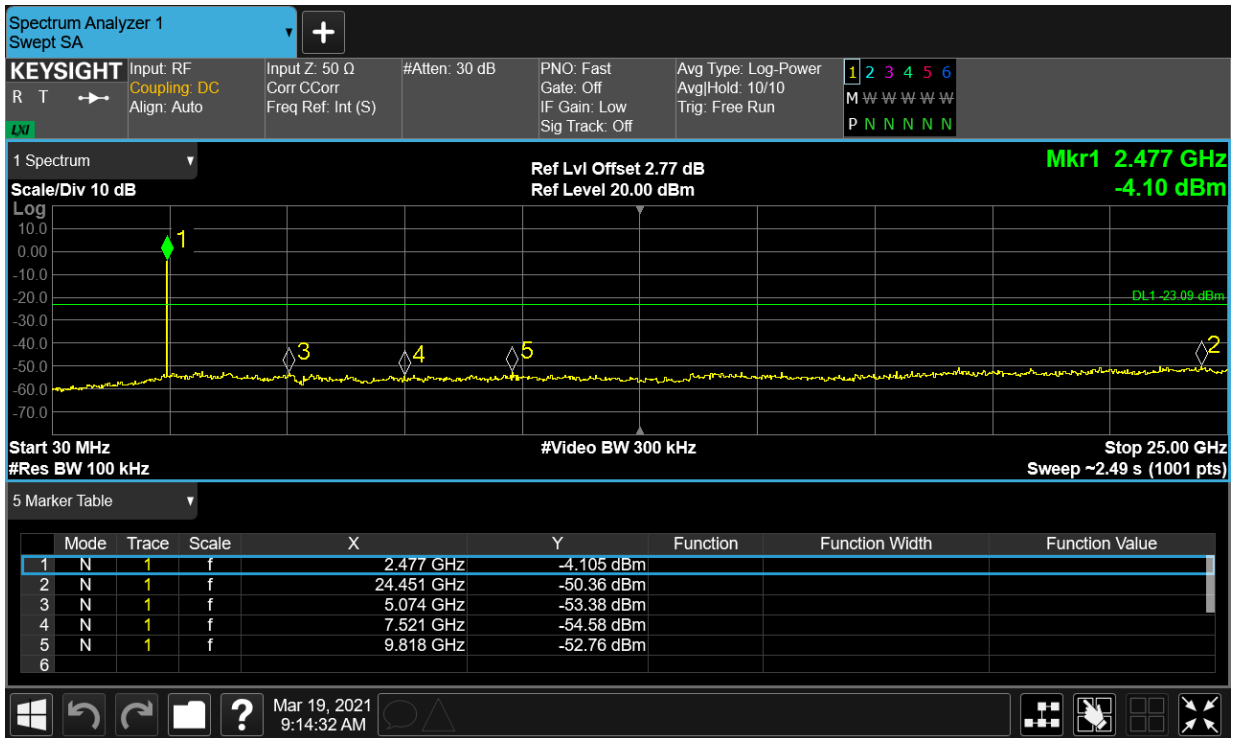 Spectrum Analyzer 1
Swept SA
+
KEYSIGHT
R T
LXI
Input: RF
Coupling: DC
Align: Auto
Input Z: 50 Ω
Corr CCorr
Freq Ref: Int (S)
#Atten: 30 dB
PNO: Fast
Gate: Off
IF Gain: Low
Sig Track: Off
Avg Type: Log-Power
Avg|Hold: 10/10
Trig: Free Run
1 2 3 4 5 6
M W W W W W
P N N N N N
1 Spectrum
Scale/Div 10 dB
Ref Lvl Offset 2.77 dB
Ref Level 20.00 dBm
Mkr1 2.477 GHz
-4.10 dBm
Log
10.0
0.00
-10.0
-20.0
-30.0
-40.0
-50.0
-60.0
-70.0
1
3
4
5
2
DL1 -23.09 dBm
Start 30 MHz
#Res BW 100 kHz
#Video BW 300 kHz
Stop 25.00 GHz
Sweep ~2.49 s (1001 pts)
5 Marker Table
Mode Trace Scale X Y Function Function Width Function Value
1 N 1 f 2.477 GHz -4.105 dBm
2 N 1 f 24.451 GHz -50.36 dBm
3 N 1 f 5.074 GHz -53.38 dBm
4 N 1 f 7.521 GHz -54.58 dBm
5 N 1 f 9.818 GHz -52.76 dBm
6
?
Mar 19, 2021
9:14:32 AM